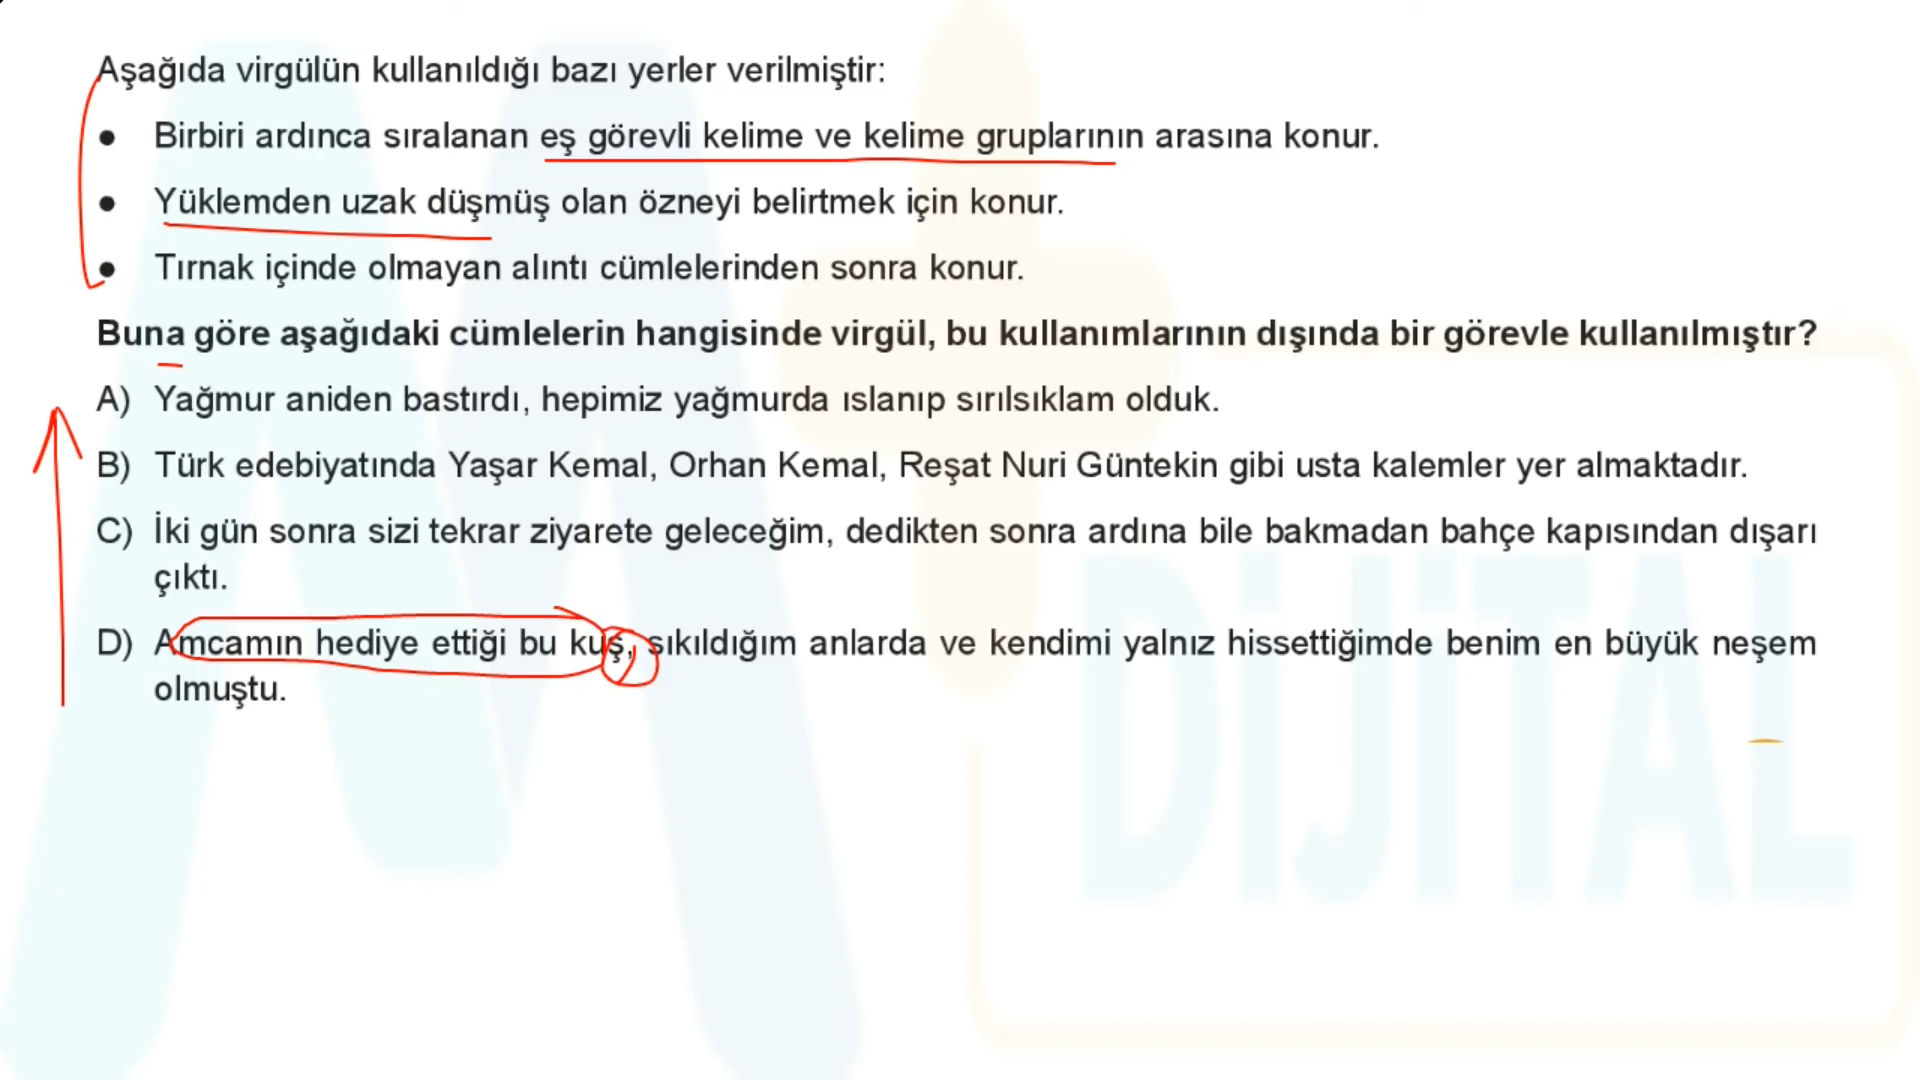 Aşağıda virgülün kullanıldığı bazı yerler verilmiştir:
● Birbiri ardınca sıralanan eş görevli kelime ve kelime gruplarının arasına konur.
● Yüklemden uzak düşmüş olan özneyi belirtmek için konur.
● Tırnak içinde olmayan alıntı cümlelerinden sonra konur.
Buna göre aşağıdaki cümlelerin hangisinde virgül, bu kullanımlarının dışında bir görevle kullanılmıştır?
A) Yağmur aniden bastırdı, hepimiz yağmurda ıslanıp sırılsıklam olduk.
B) Türk edebiyatında Yaşar Kemal, Orhan Kemal, Reşat Nuri Güntekin gibi usta kalemler yer almaktadır.
C) İki gün sonra sizi tekrar ziyarete geleceğim, dedikten sonra ardına bile bakmadan bahçe kapısından dışarı
çıktı.
D) Amcamın hediye ettiği bu kuş, sıkıldığım anlarda ve kendimi yalnız hissettiğimde benim en büyük neşem
olmuştu.
DİJİTAL